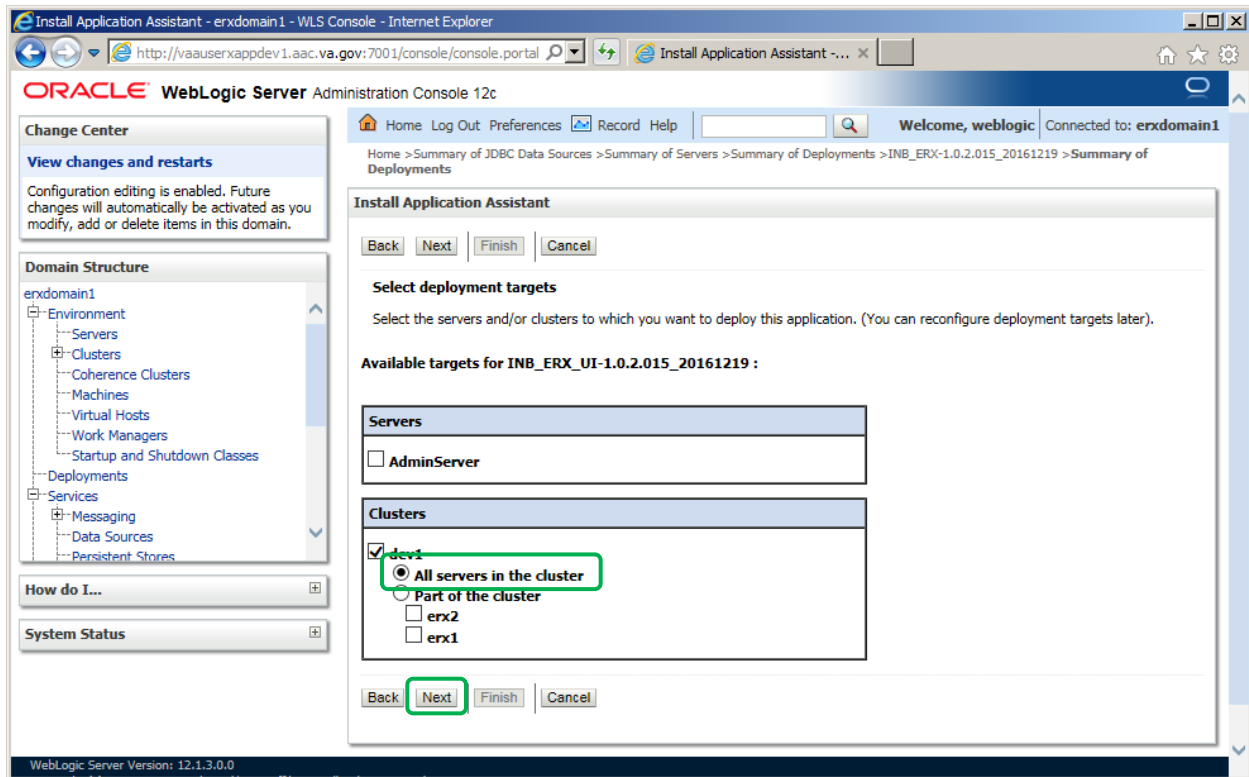 Install Application Assistant - erxdomain1 - WLS Console - Internet Explorer
http://vaauserxappdev1.aac.va.gov:7001/console/console.portal
Install Application Assistant -...
ORACLE WebLogic Server Administration Console 12c
Change Center
View changes and restarts
Configuration editing is enabled. Future
changes will automatically be activated as you
modify, add or delete items in this domain.
Domain Structure
erxdomain1
Environment
Servers
Clusters
Coherence Clusters
Machines
Virtual Hosts
Work Managers
Startup and Shutdown Classes
Deployments
Services
Messaging
Data Sources
Persistent Stores
How do I...
System Status
Home Log Out Preferences Record Help
Welcome, weblogic Connected to: erxdomain1
Home >Summary of JDBC Data Sources >Summary of Servers >Summary of Deployments >INB_ERX-1.0.2.015_20161219 >Summary of
Deployments
Install Application Assistant
Back Next Finish Cancel
Select deployment targets
Select the servers and/or clusters to which you want to deploy this application. (You can reconfigure deployment targets later).
Available targets for INB_ERX_UI-1.0.2.015_20161219 :
Servers
AdminServer
Clusters
dev1
All servers in the cluster
Part of the cluster
erx2
erx1
Back Next Finish Cancel
WebLogic Server Version: 12.1.3.0.0